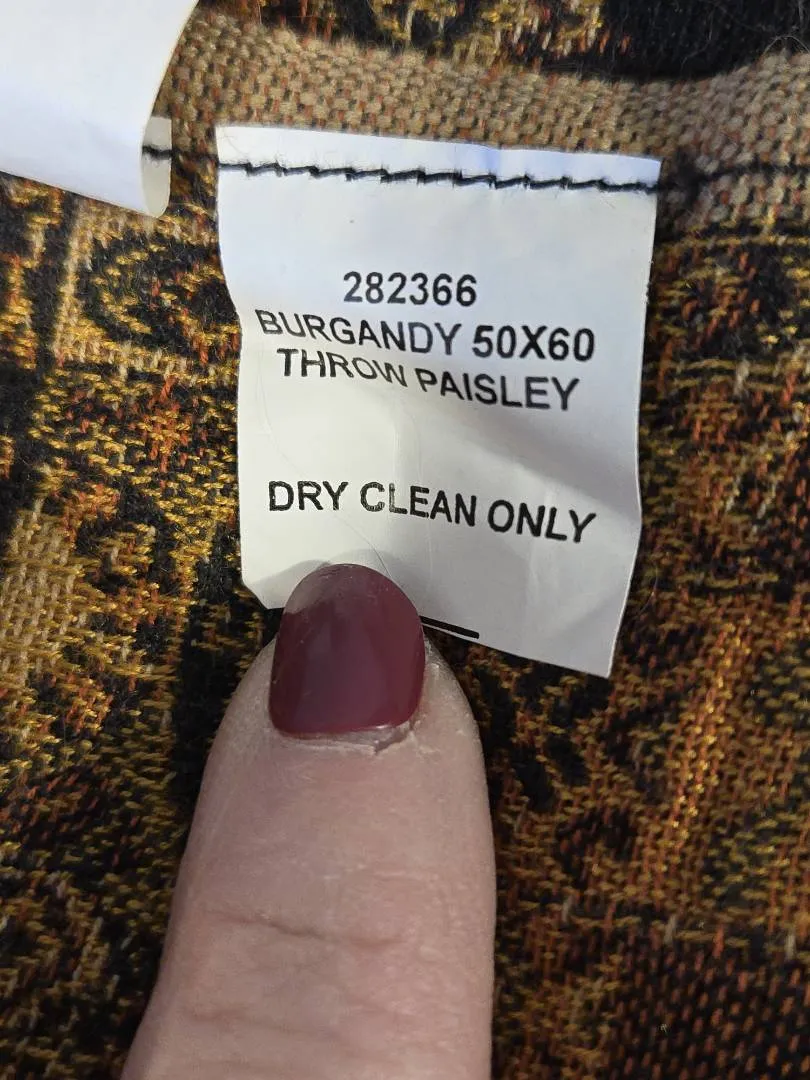 282366
BURGANDY 50X60
THROW PAISLEY
DRY CLEAN ONLY